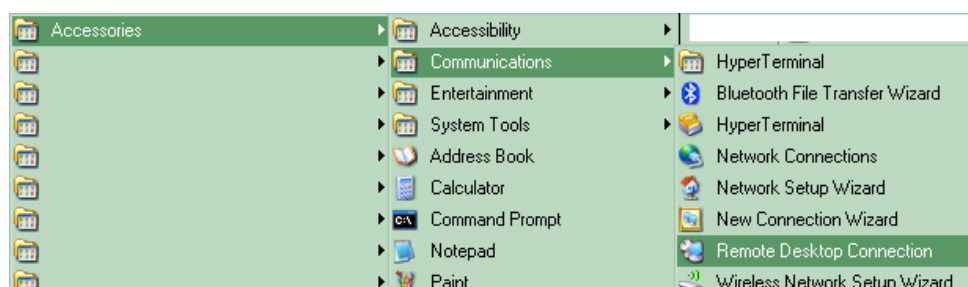 Accessories
Accessibility
Communications
Entertainment
System Tools
Address Book
Calculator
Command Prompt
Notepad
Paint
HyperTerminal
Bluetooth File Transfer Wizard
HyperTerminal
Network Connections
Network Setup Wizard
New Connection Wizard
Remote Desktop Connection
Wireless Network Setup Wizard